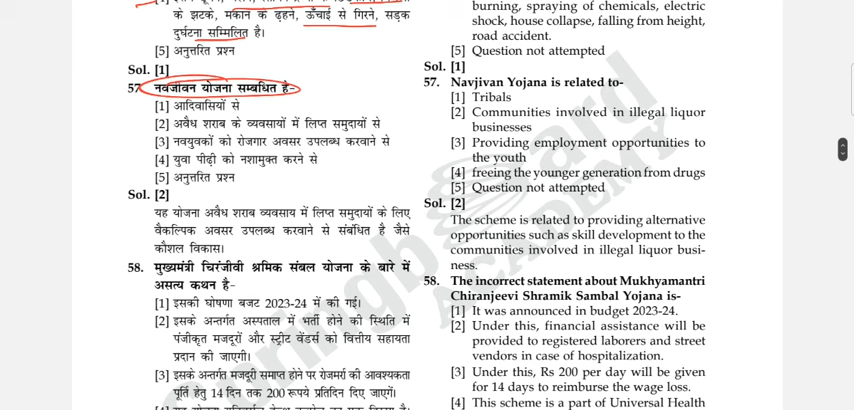 के झटके, मकान के ढ़हने, ऊँचाई से गिरने, सड़क
दुर्घटना सम्मिलित है।
[5] अनुत्तरित प्रश्न
Sol. [1]
57. नवजीवन योजना सम्बधित है-
[1] आदिवासियों से
[2] अवैध शराब के व्यवसायों में लिप्त समुदायों से
[3] नवयुवकों को रोजगार अवसर उपलब्ध करवाने से
[4] युवा पीढ़ी को नशामुक्त करने से
[5] अनुत्तरित प्रश्न
Sol. [2]
यह योजना अवैध शराब व्यवसाय में लिप्त समुदायों के लिए
वैकल्पिक अवसर उपलब्ध करवाने से संबंधित है जैसे
कौशल विकास।
58. मुख्यमंत्री चिरंजीवी श्रमिक संबल योजना के बारे में
असत्य कथन है-
[1] इसकी घोषणा बजट 2023-24 में की गई।
[2] इसके अन्तर्गत अस्पताल में भर्ती होने की स्थिति में
पंजीकृत मजदूरों और स्ट्रीट वेंडर्स को वित्तीय सहायता
प्रदान की जाएगी।
[3] इसके अन्तर्गत मजदूरी समाप्त होने पर रोजमर्रा की आवश्यकता
पूर्ति हेतु 14 दिन तक 200 रूपये प्रतिदिन दिए जाएगें।
burning, spraying of chemicals, electric
shock, house collapse, falling from height,
road accident.
[5] Question not attempted
Sol. [1]
57. Navjivan Yojana is related to-
[1] Tribals
[2] Communities involved in illegal liquor
businesses
[3] Providing employment opportunities to
the youth
[4] freeing the younger generation from drugs
[5] Question not attempted
Sol. [2]
The scheme is related to providing alternative
opportunities such as skill development to the
communities involved in illegal liquor busi-
ness.
58. The incorrect statement about Mukhyamantri
Chiranjeevi Shramik Sambal Yojana is-
[1] It was announced in budget 2023-24.
[2] Under this, financial assistance will be
provided to registered laborers and street
vendors in case of hospitalization.
[3] Under this, Rs 200 per day will be given
for 14 days to reimburse the wage loss.
[4] This scheme is a part of Universal Health
Springboard
ACADEMY